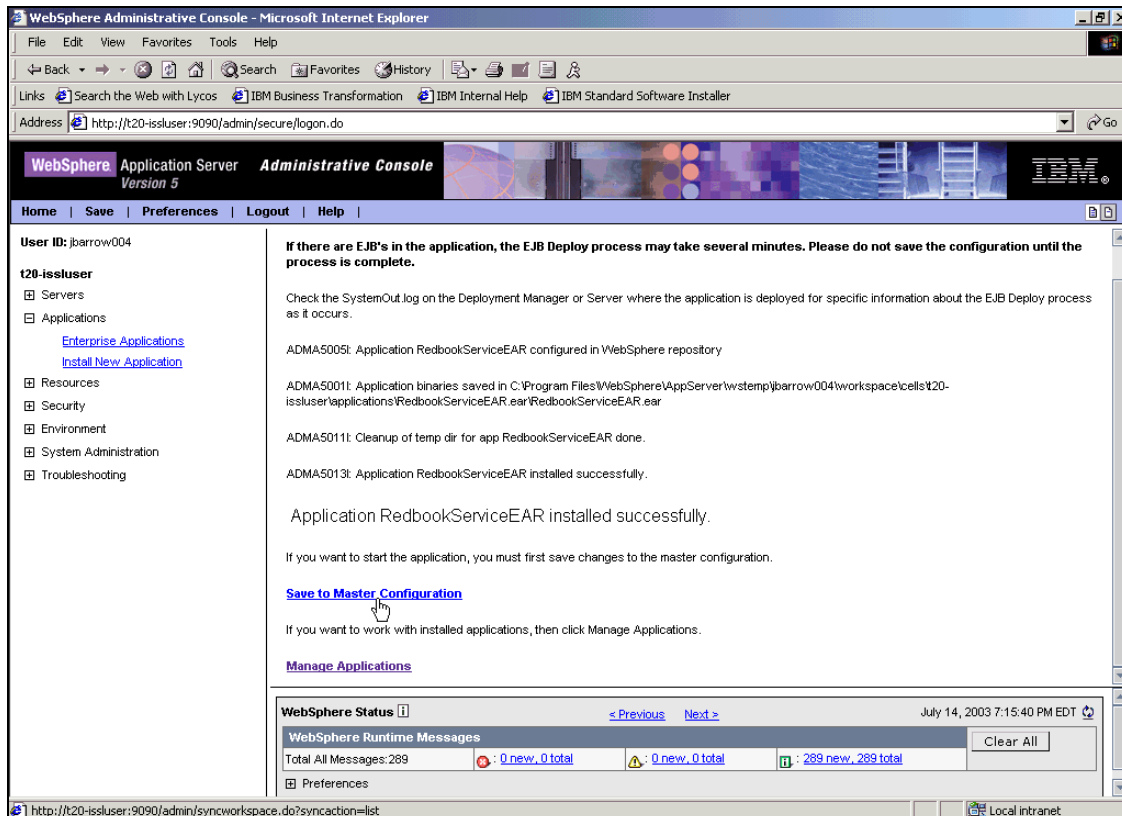 WebSphere Administrative Console - Microsoft Internet Explorer
File Edit View Favorites Tools Help
Back Search Favorites History
Links Search the Web with Lycos IBM Business Transformation IBM Internal Help IBM Standard Software Installer
Address http://t20-issluser:9090/admin/secure/logon.do Go
WebSphere Application Server Administrative Console
Version 5
IBM
Home | Save | Preferences | Logout | Help |
User ID: jbarrow004
t20-issluser
Servers
Applications
Enterprise Applications
Install New Application
Resources
Security
Environment
System Administration
Troubleshooting
If there are EJB's in the application, the EJB Deploy process may take several minutes. Please do not save the configuration until the
process is complete.
Check the SystemOut.log on the Deployment Manager or Server where the application is deployed for specific information about the EJB Deploy process
as it occurs.
ADMA5005I: Application RedbookServiceEAR configured in WebSphere repository
ADMA5001I: Application binaries saved in C:\Program Files\WebSphere\AppServer\wstemp\jbarrow004\workspace\cells\t20-
issluser\applications\RedbookServiceEAR.ear\RedbookServiceEAR.ear
ADMA5011I: Cleanup of temp dir for app RedbookServiceEAR done.
ADMA5013I: Application RedbookServiceEAR installed successfully.
Application RedbookServiceEAR installed successfully.
If you want to start the application, you must first save changes to the master configuration.
Save to Master Configuration
If you want to work with installed applications, then click Manage Applications.
Manage Applications
WebSphere Status < Previous Next > July 14, 2003 7:15:40 PM EDT
WebSphere Runtime Messages Clear All
Total All Messages:289 : 0 new, 0 total : 0 new, 0 total : 289 new, 289 total
Preferences
http://t20-issluser:9090/admin/syncworkspace.do?syncaction=list Local intranet